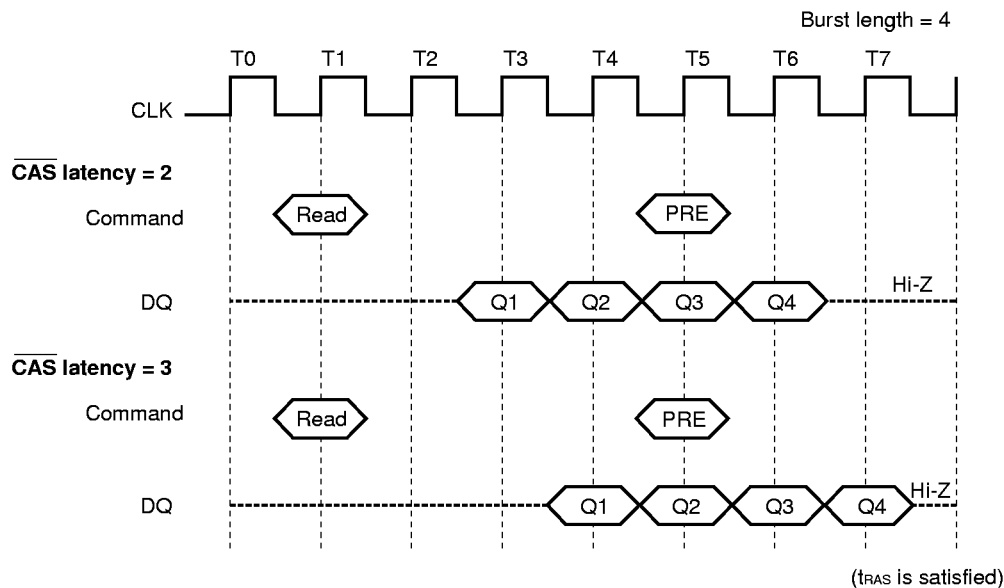 Burst length = 4
T0 T1 T2 T3 T4 T5 T6 T7
CLK
CAS latency = 2
Command Read PRE
DQ Q1 Q2 Q3 Q4 Hi-Z
CAS latency = 3
Command Read PRE
DQ Q1 Q2 Q3 Q4 Hi-Z
(tRAS is satisfied)